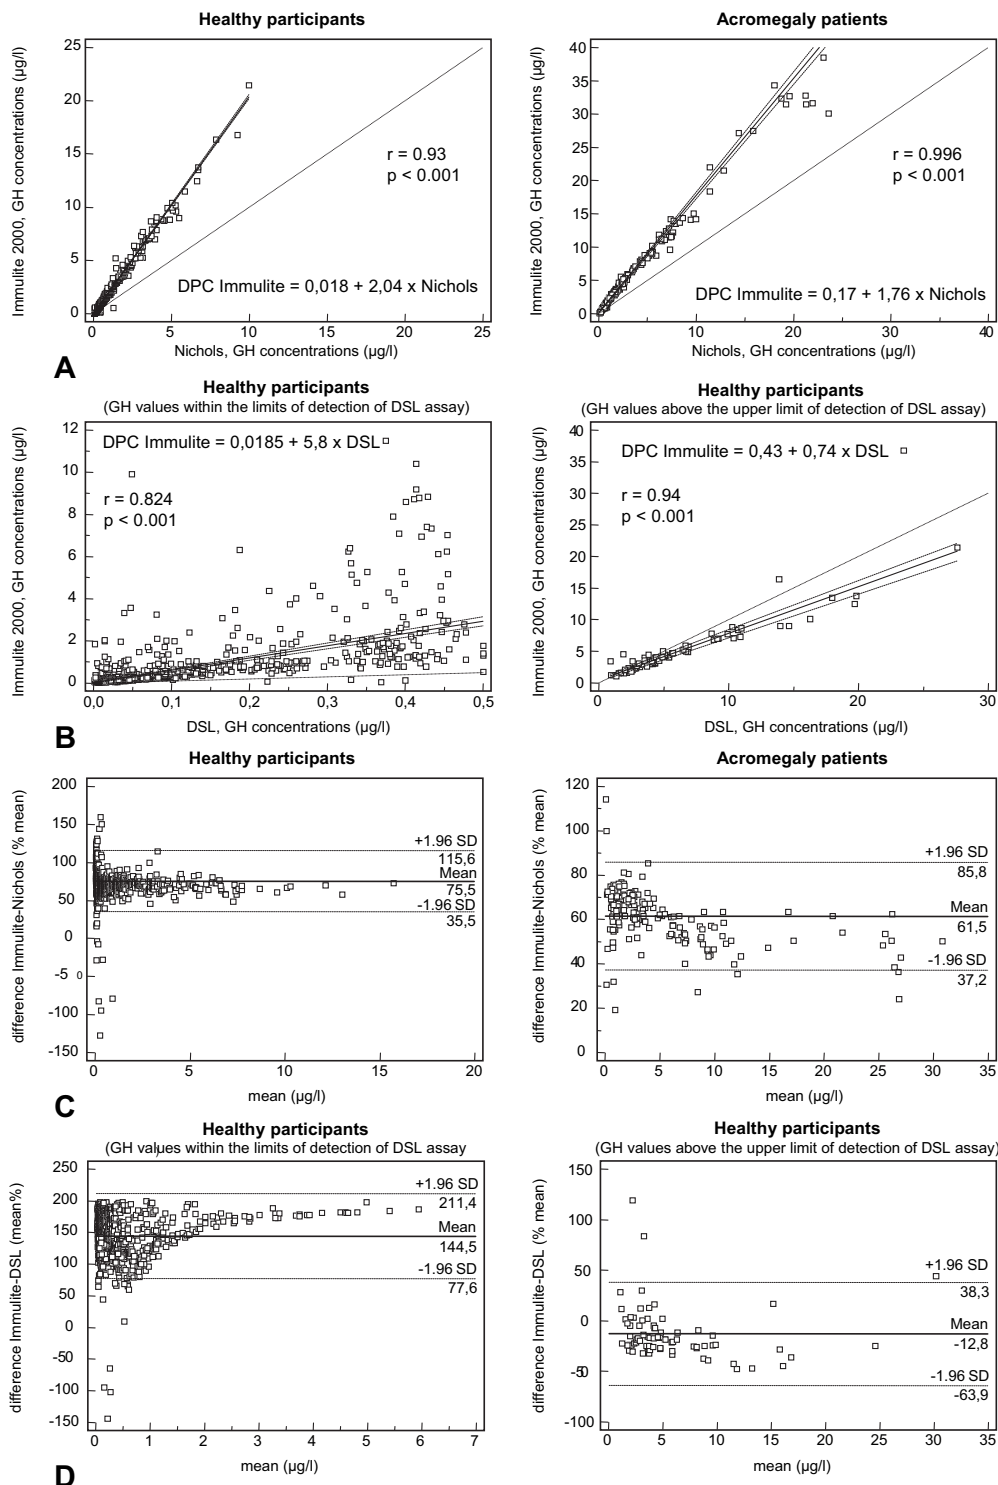 Healthy participants
Immulite 2000, GH concentrations (µg/l)
25
20
15
10
5
0
r = 0.93
p < 0.001
DPC Immulite = 0,018 + 2,04 x Nichols
0 5 10 15 20 25
Nichols, GH concentrations (µg/l)
Acromegaly patients
Immulite 2000, GH concentrations (µg/l)
40
35
30
25
20
15
10
5
0
r = 0.996
p < 0.001
DPC Immulite = 0,17 + 1,76 x Nichols
0 10 20 30 40
Nichols, GH concentrations (µg/l)
A
Healthy participants
(GH values within the limits of detection of DSL assay)
Immulite 2000, GH concentrations (µg/l)
12
10
8
6
4
2
0
DPC Immulite = 0,0185 + 5,8 x DSL
r = 0.824
p < 0.001
0,0 0,1 0,2 0,3 0,4 0,5
DSL, GH concentrations (µg/l)
Healthy participants
(GH values above the upper limit of detection of DSL assay)
Immulite 2000, GH concentrations (µg/l)
40
35
30
25
20
15
10
5
0
DPC Immulite = 0,43 + 0,74 x DSL
r = 0.94
p < 0.001
0 10 20 30
DSL, GH concentrations (µg/l)
B
Healthy participants
difference Immulite-Nichols (% mean)
200
150
100
50
0
-5 0
-100
-150
+1.96 SD
115,6
Mean
75,5
-1.96 SD
35,5
0 5 10 15 20
mean (µg/l)
Acromegaly patients
difference Immulite-Nichols (% mean)
120
100
80
60
40
20
0
+1.96 SD
85,8
Mean
61,5
-1.96 SD
37,2
0 5 10 15 20 25 30 35
mean (µg/l)
C
Healthy participants
(GH values within the limits of detection of DSL assay
difference Immulite-DSL (mean%)
250
200
150
100
50
0
-50
-100
-150
+1.96 SD
211,4
Mean
144,5
-1.96 SD
77,6
0 1 2 3 4 5 6 7
mean (µg/l)
Healthy participants
(GH values above the upper limit of detection of DSL assay)
difference Immulite-DSL (% mean)
150
100
50
0
-50
-100
+1.96 SD
38,3
Mean
-12,8
-1.96 SD
-63,9
0 5 10 15 20 25 30 35
mean (µg/l)
D